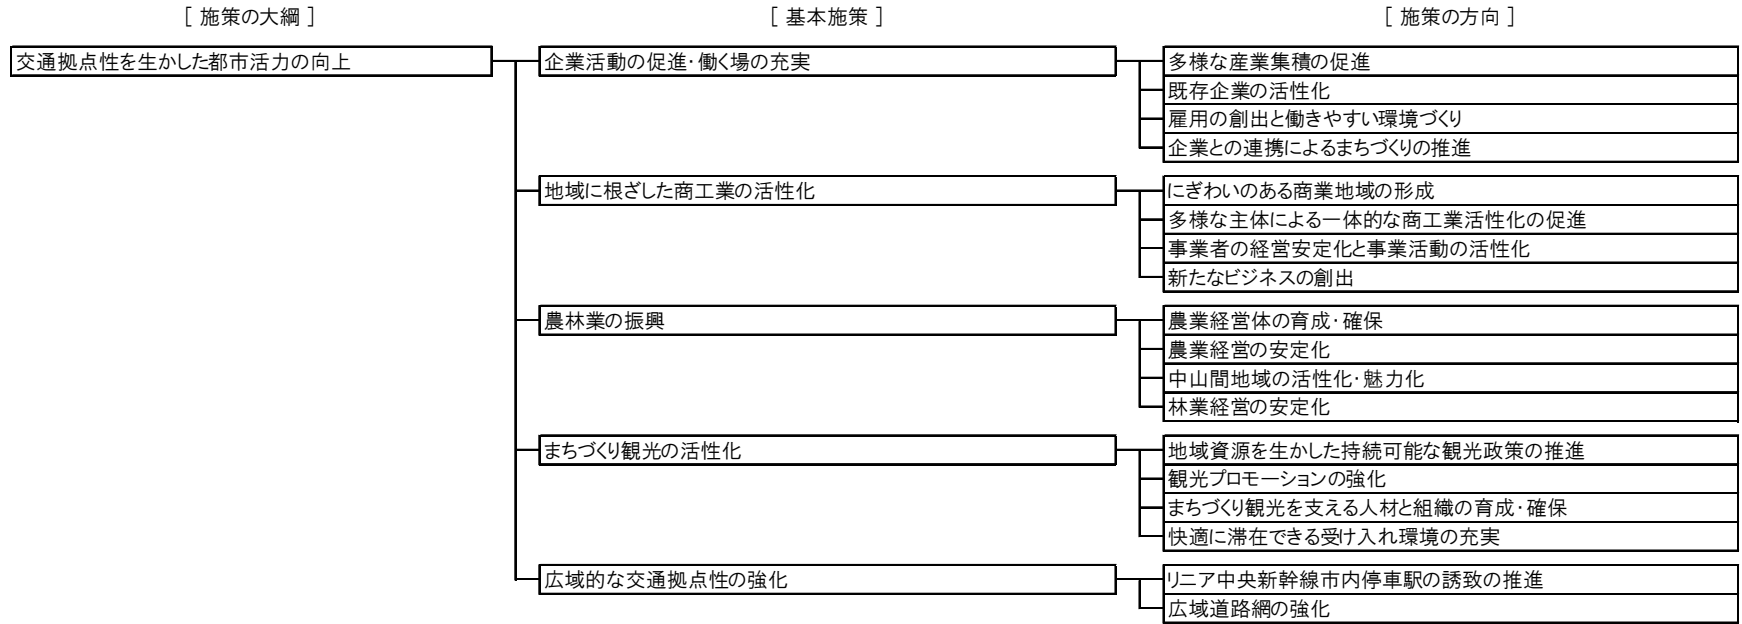 [ 施策の大綱 ]
[ 基本施策 ]
[ 施策の方向 ]
交通拠点性を生かした都市活力の向上
企業活動の促進・働く場の充実
多様な産業集積の促進
既存企業の活性化
雇用の創出と働きやすい環境づくり
企業との連携によるまちづくりの推進
地域に根ざした商工業の活性化
にぎわいのある商業地域の形成
多様な主体による一体的な商工業活性化の促進
事業者の経営安定化と事業活動の活性化
新たなビジネスの創出
農林業の振興
農業経営体の育成・確保
農業経営の安定化
中山間地域の活性化・魅力化
林業経営の安定化
まちづくり観光の活性化
地域資源を生かした持続可能な観光政策の推進
観光プロモーションの強化
まちづくり観光を支える人材と組織の育成・確保
快適に滞在できる受け入れ環境の充実
広域的な交通拠点性の強化
リニア中央新幹線市内停車駅の誘致の推進
広域道路網の強化